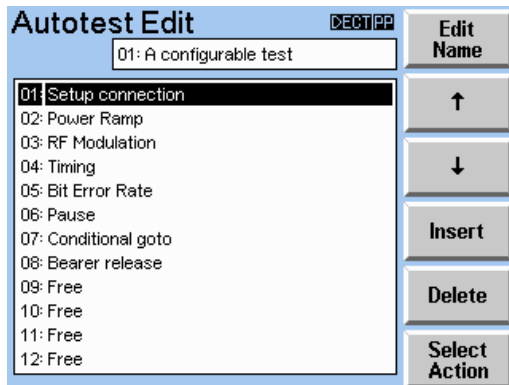 Autotest Edit
DECT PP
01: A configurable test
01: Setup connection
02: Power Ramp
03: RF Modulation
04: Timing
05: Bit Error Rate
06: Pause
07: Conditional goto
08: Bearer release
09: Free
10: Free
11: Free
12: Free
Edit
Name
↑
↓
Insert
Delete
Select
Action